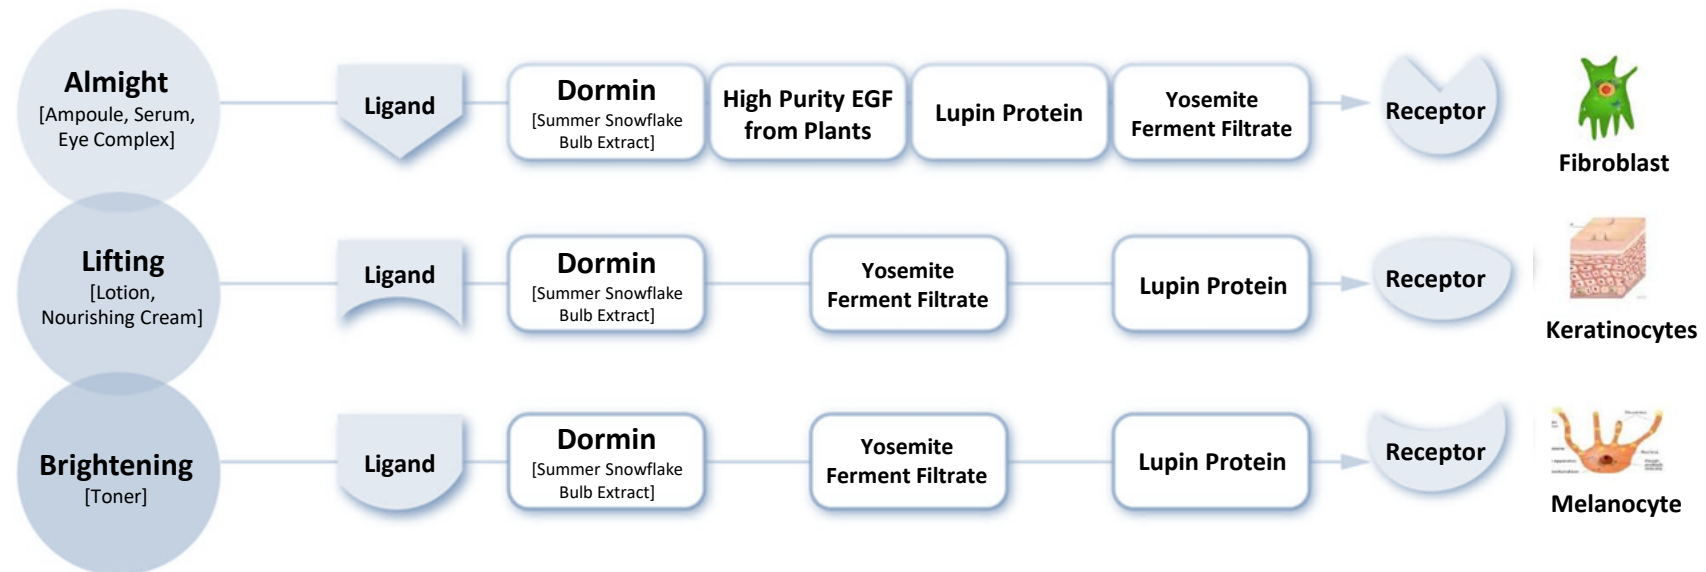 Almight
[Ampoule, Serum,
Eye Complex]
Ligand
Dormin
[Summer Snowflake
Bulb Extract]
High Purity EGF
from Plants
Lupin Protein
Yosemite
Ferment Filtrate
Receptor
Fibroblast
Lifting
[Lotion,
Nourishing Cream]
Ligand
Dormin
[Summer Snowflake
Bulb Extract]
Yosemite
Ferment Filtrate
Lupin Protein
Receptor
Keratinocytes
Brightening
[Toner]
Ligand
Dormin
[Summer Snowflake
Bulb Extract]
Yosemite
Ferment Filtrate
Lupin Protein
Receptor
Melanocyte